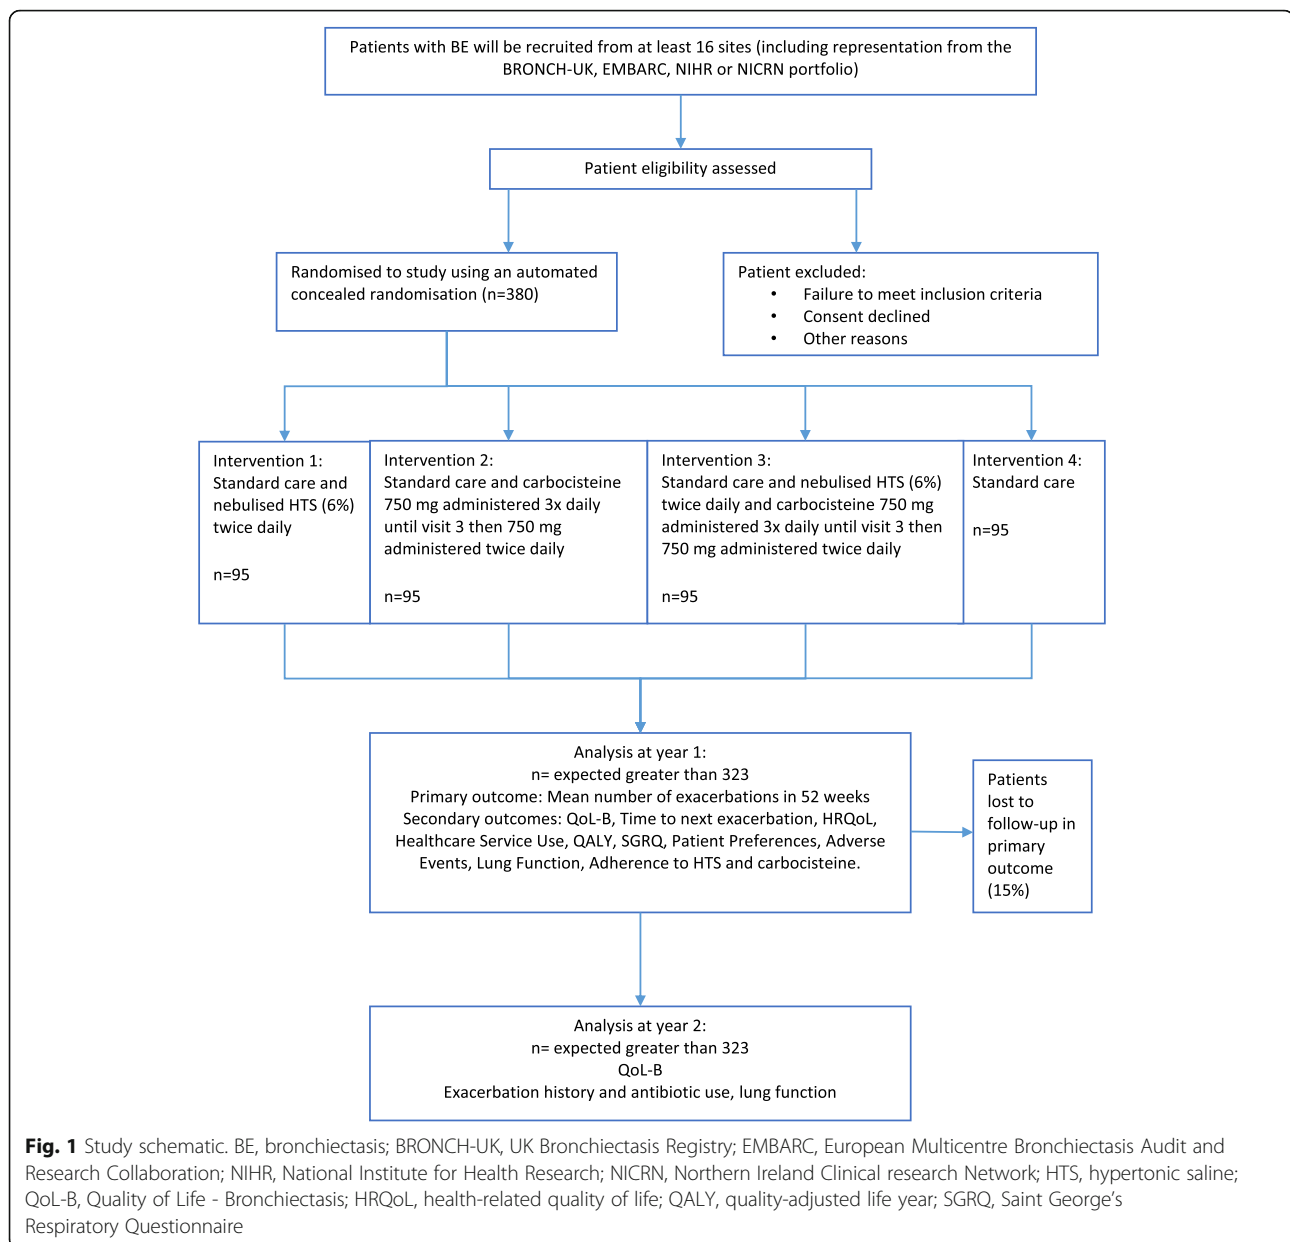 Patients with BE will be recruited from at least 16 sites (including representation from the
BRONCH-UK, EMBARC, NIHR or NICRN portfolio)
Patient eligibility assessed
Randomised to study using an automated
concealed randomisation (n=380)
Patient excluded:
• Failure to meet inclusion criteria
• Consent declined
• Other reasons
Intervention 1:
Standard care and
nebulised HTS (6%)
twice daily
n=95
Intervention 2:
Standard care and carbocisteine
750 mg administered 3x daily
until visit 3 then 750 mg
administered twice daily
n=95
Intervention 3:
Standard care and nebulised HTS (6%)
twice daily and carbocisteine 750 mg
administered 3x daily until visit 3 then
750 mg administered twice daily
n=95
Intervention 4:
Standard care
n=95
Analysis at year 1:
n= expected greater than 323
Primary outcome: Mean number of exacerbations in 52 weeks
Secondary outcomes: QoL-B, Time to next exacerbation, HRQoL,
Healthcare Service Use, QALY, SGRQ, Patient Preferences, Adverse
Events, Lung Function, Adherence to HTS and carbocisteine.
Patients
lost to
follow-up in
primary
outcome
(15%)
Analysis at year 2:
n= expected greater than 323
QoL-B
Exacerbation history and antibiotic use, lung function
Fig. 1 Study schematic. BE, bronchiectasis; BRONCH-UK, UK Bronchiectasis Registry; EMBARC, European Multicentre Bronchiectasis Audit and
Research Collaboration; NIHR, National Institute for Health Research; NICRN, Northern Ireland Clinical research Network; HTS, hypertonic saline;
QoL-B, Quality of Life - Bronchiectasis; HRQoL, health-related quality of life; QALY, quality-adjusted life year; SGRQ, Saint George's
Respiratory Questionnaire